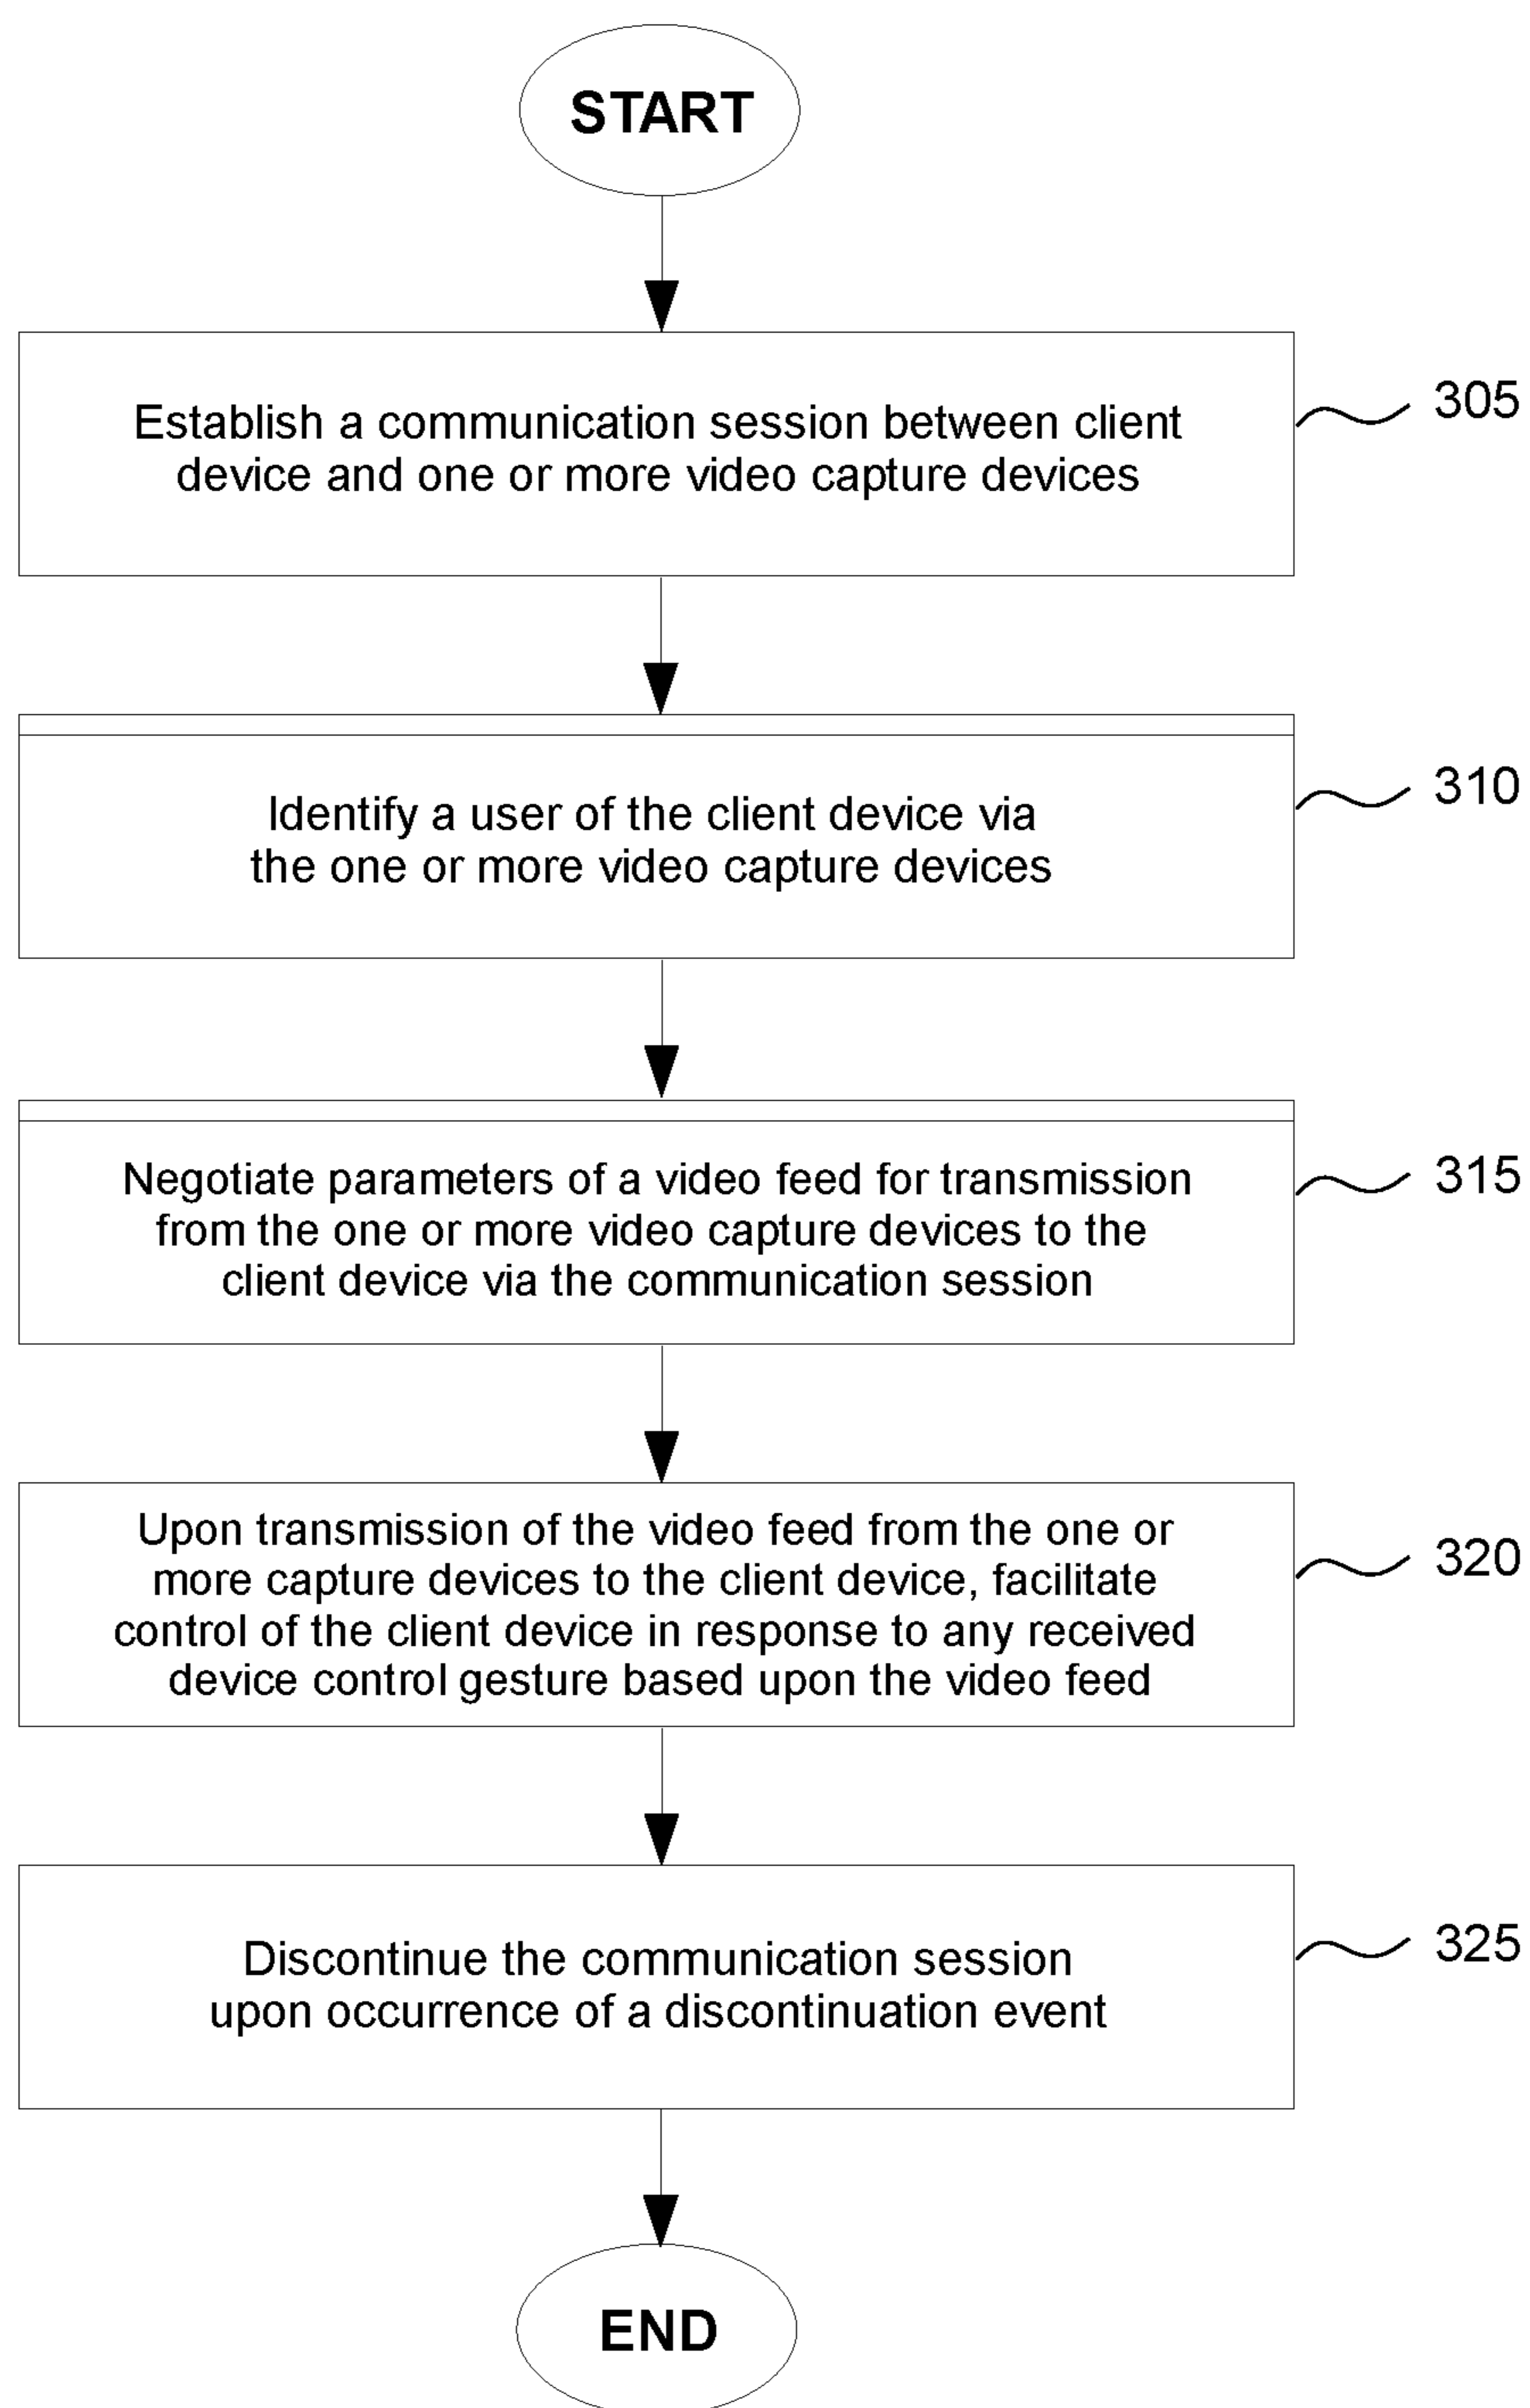 START
Establish a communication session between client
device and one or more video capture devices
305
Identify a user of the client device via
the one or more video capture devices
310
Negotiate parameters of a video feed for transmission
from the one or more video capture devices to the
client device via the communication session
315
Upon transmission of the video feed from the one or
more capture devices to the client device, facilitate
control of the client device in response to any received
device control gesture based upon the video feed
320
Discontinue the communication session
upon occurrence of a discontinuation event
325
END